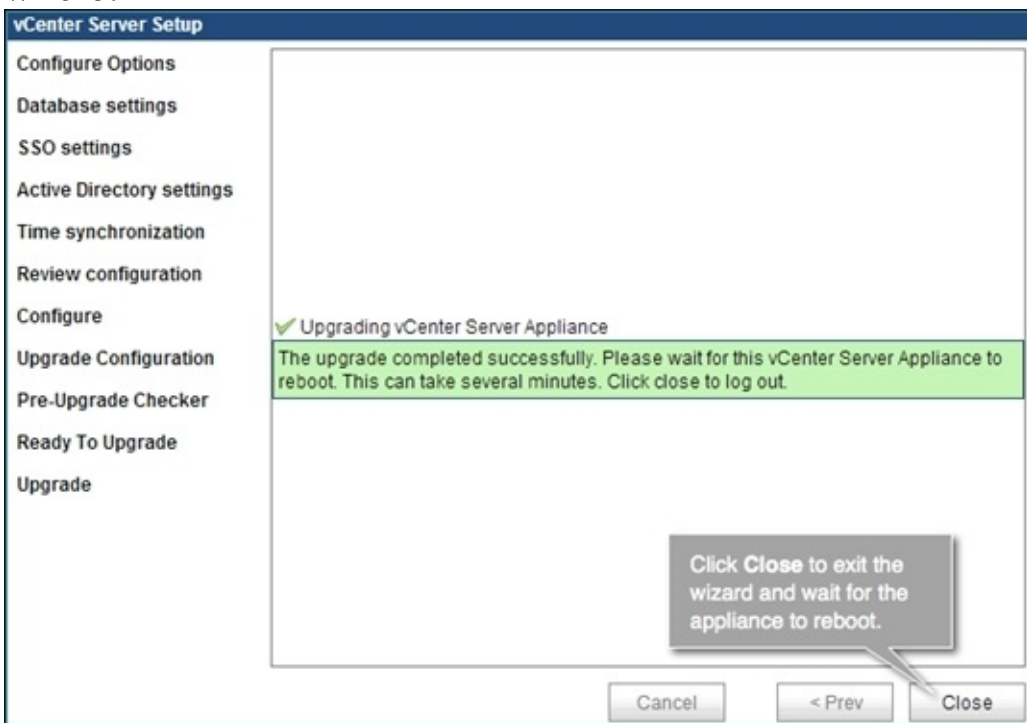 vCenter Server Setup
Configure Options
Database settings
SSO settings
Active Directory settings
Time synchronization
Review configuration
Configure
Upgrade Configuration
Pre-Upgrade Checker
Ready To Upgrade
Upgrade
Upgrading vCenter Server Appliance
The upgrade completed successfully. Please wait for this vCenter Server Appliance to
reboot. This can take several minutes. Click close to log out.
Click Close to exit the
wizard and wait for the
appliance to reboot.
Cancel
< Prev
Close